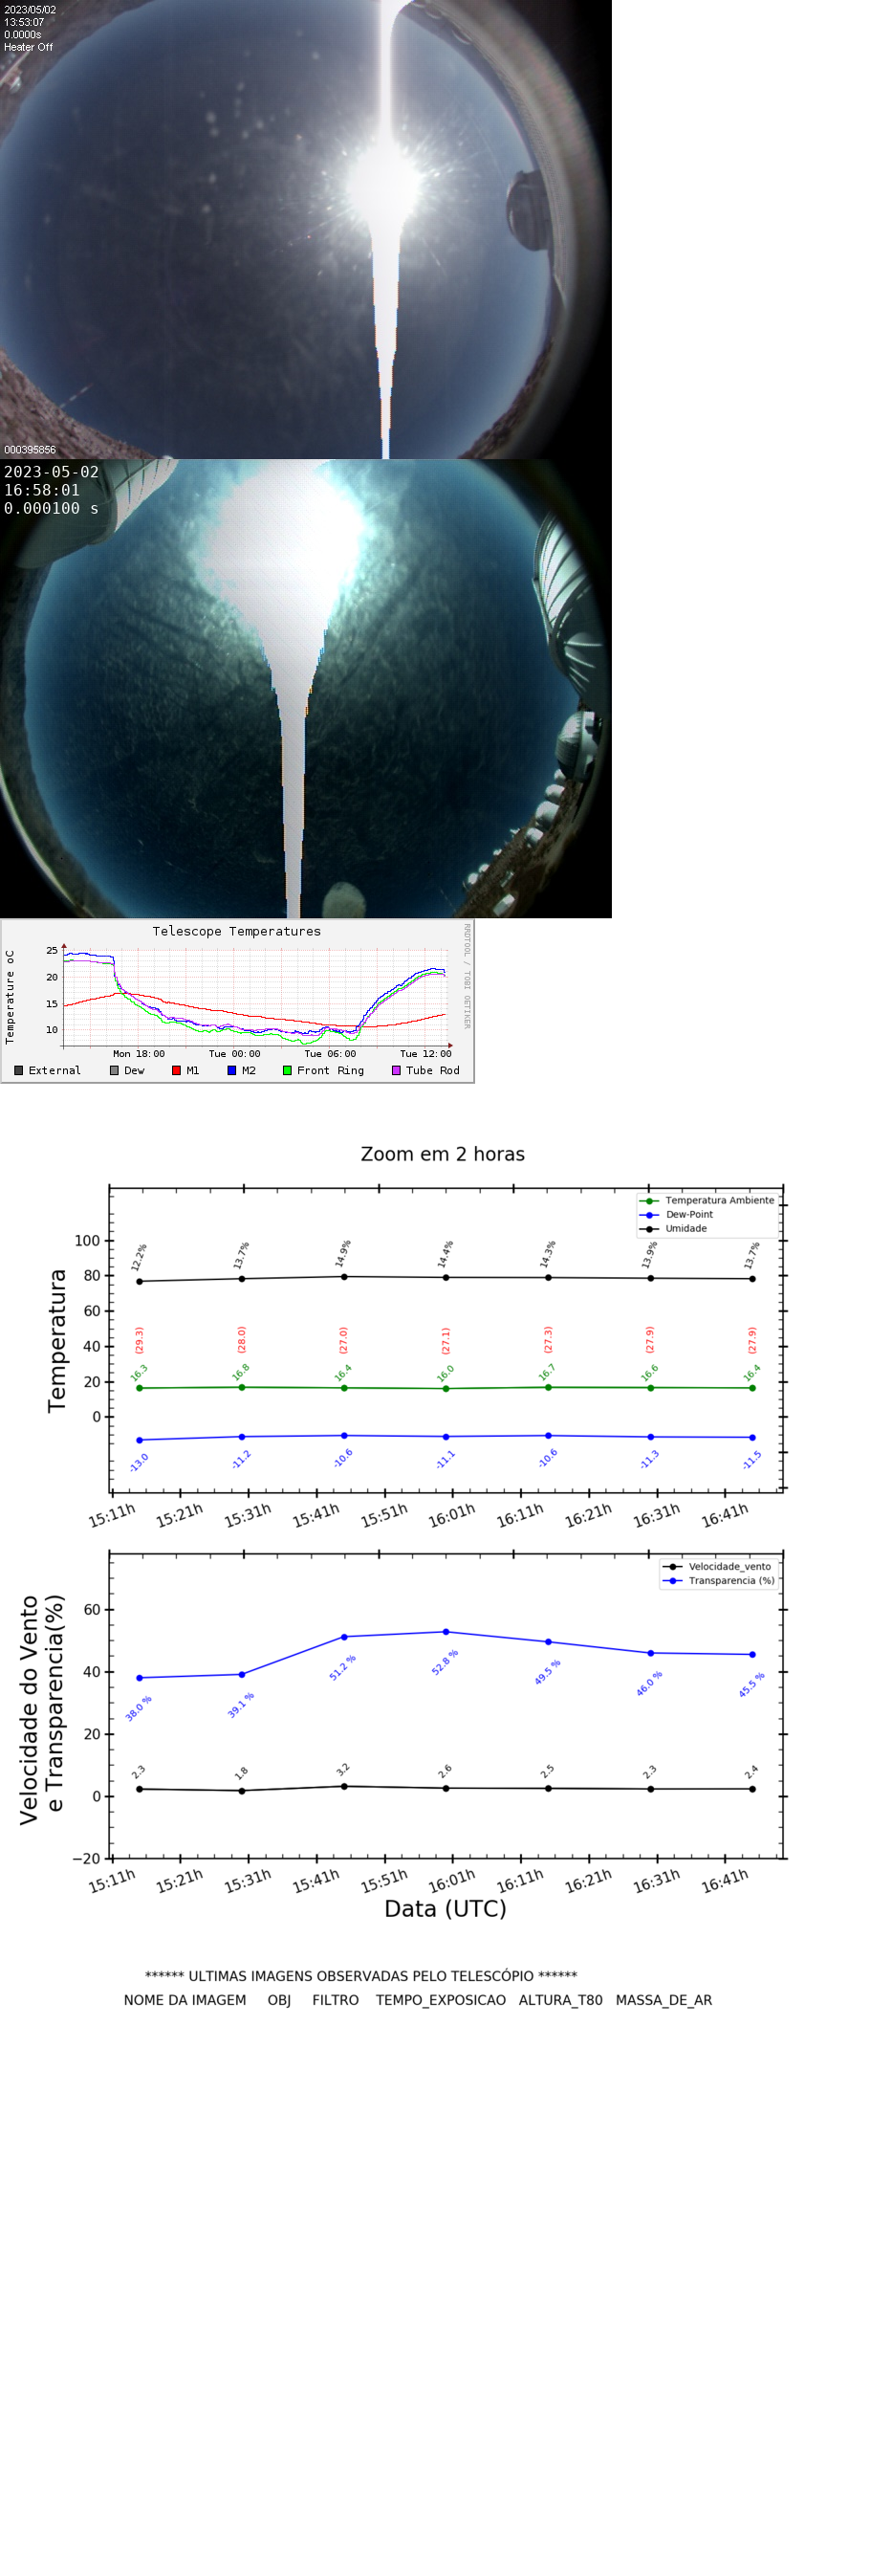 2023/05/02
13:53:07
0.0000s
Heater Off
000395856
2023-05-02
16:58:01
0.000100 s
Telescope Temperatures
Temperature oC
RRDTOOL / TOBI OETIKER
25
20
15
10
Mon 18:00 Tue 00:00 Tue 06:00 Tue 12:00
External Dew M1 M2 Front Ring Tube Rod
Zoom em 2 horas
Temperatura
Temperatura Ambiente
Dew-Point
Umidade
100
80
60
40
20
0
12.2% 13.7% 14.9% 14.4% 14.3% 13.9% 13.7%
(29.3) (28.0) (27.0) (27.1) (27.3) (27.9) (27.9)
16.3 16.8 16.4 16.0 16.7 16.6 16.4
-13.0 -11.2 -10.6 -11.1 -10.6 -11.3 -11.5
15:11h 15:21h 15:31h 15:41h 15:51h 16:01h 16:11h 16:21h 16:31h 16:41h
Velocidade do Vento
e Transparencia(%)
Velocidade_vento
Transparencia (%)
60
40
20
0
−20
38.0 % 39.1 % 51.2 % 52.8 % 49.5 % 46.0 % 45.5 %
2.3 1.8 3.2 2.6 2.5 2.3 2.4
15:11h 15:21h 15:31h 15:41h 15:51h 16:01h 16:11h 16:21h 16:31h 16:41h
Data (UTC)
****** ULTIMAS IMAGENS OBSERVADAS PELO TELESCÓPIO ******
NOME DA IMAGEM OBJ FILTRO TEMPO_EXPOSICAO ALTURA_T80 MASSA_DE_AR